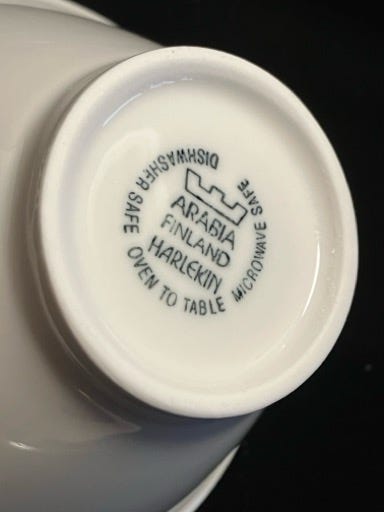 ARABIA
FINLAND
HARLEKIN
DISHWASHER SAFE OVEN TO TABLE MICROWAVE SAFE